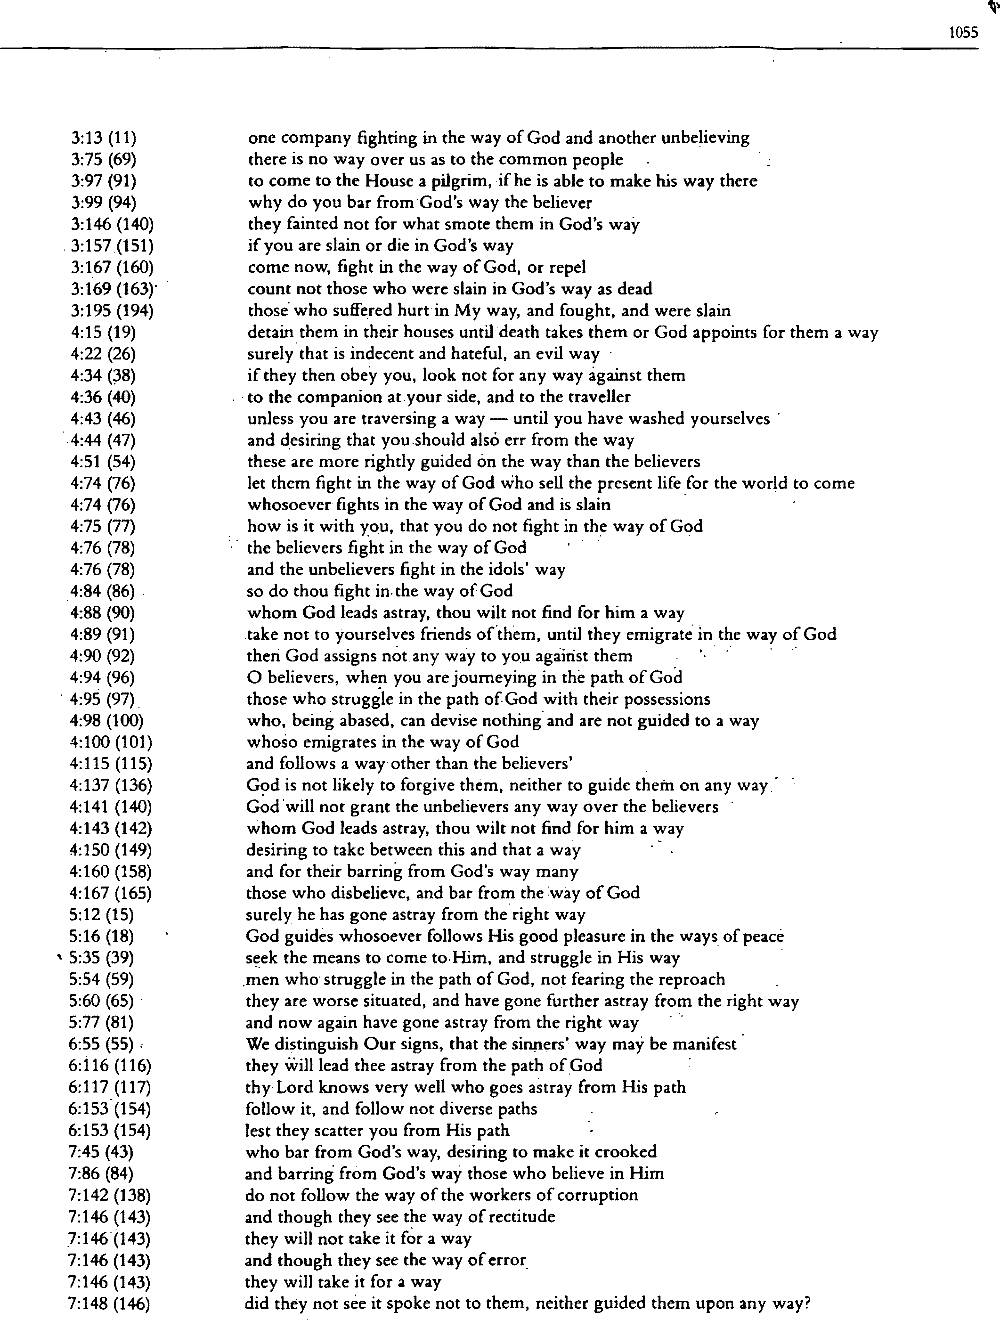 1055
3:13 (11) one company fighting in the way of God and another unbelieving
3:75 (69) there is no way over us as to the common people
3:97 (91) to come to the House a pilgrim, if he is able to make his way there
3:99 (94) why do you bar from God's way the believer
3:146 (140) they fainted not for what smote them in God's way
3:157 (151) if you are slain or die in God's way
3:167 (160) come now, fight in the way of God, or repel
3:169 (163) count not those who were slain in God's way as dead
3:195 (194) those who suffered hurt in My way, and fought, and were slain
4:15 (19) detain them in their houses until death takes them or God appoints for them a way
4:22 (26) surely that is indecent and hateful, an evil way
4:34 (38) if they then obey you, look not for any way against them
4:36 (40) to the companion at your side, and to the traveller
4:43 (46) unless you are traversing a way — until you have washed yourselves
4:44 (47) and desiring that you should also err from the way
4:51 (54) these are more rightly guided on the way than the believers
4:74 (76) let them fight in the way of God who sell the present life for the world to come
4:74 (76) whosoever fights in the way of God and is slain
4:75 (77) how is it with you, that you do not fight in the way of God
4:76 (78) the believers fight in the way of God
4:76 (78) and the unbelievers fight in the idols' way
4:84 (86) so do thou fight in the way of God
4:88 (90) whom God leads astray, thou wilt not find for him a way
4:89 (91) take not to yourselves friends of them, until they emigrate in the way of God
4:90 (92) then God assigns not any way to you against them
4:94 (96) O believers, when you are journeying in the path of God
4:95 (97) those who struggle in the path of God with their possessions
4:98 (100) who, being abased, can devise nothing and are not guided to a way
4:100 (101) whoso emigrates in the way of God
4:115 (115) and follows a way other than the believers'
4:137 (136) God is not likely to forgive them, neither to guide them on any way
4:141 (140) God will not grant the unbelievers any way over the believers
4:143 (142) whom God leads astray, thou wilt not find for him a way
4:150 (149) desiring to take between this and that a way
4:160 (158) and for their barring from God's way many
4:167 (165) those who disbelieve, and bar from the way of God
5:12 (15) surely he has gone astray from the right way
5:16 (18) God guides whosoever follows His good pleasure in the ways of peace
5:35 (39) seek the means to come to Him, and struggle in His way
5:54 (59) men who struggle in the path of God, not fearing the reproach
5:60 (65) they are worse situated, and have gone further astray from the right way
5:77 (81) and now again have gone astray from the right way
6:55 (55) We distinguish Our signs, that the sinners' way may be manifest
6:116 (116) they will lead thee astray from the path of God
6:117 (117) thy Lord knows very well who goes astray from His path
6:153 (154) follow it, and follow not diverse paths
6:153 (154) lest they scatter you from His path
7:45 (43) who bar from God's way, desiring to make it crooked
7:86 (84) and barring from God's way those who believe in Him
7:142 (138) do not follow the way of the workers of corruption
7:146 (143) and though they see the way of rectitude
7:146 (143) they will not take it for a way
7:146 (143) and though they see the way of error
7:146 (143) they will take it for a way
7:148 (146) did they not see it spoke not to them, neither guided them upon any way?